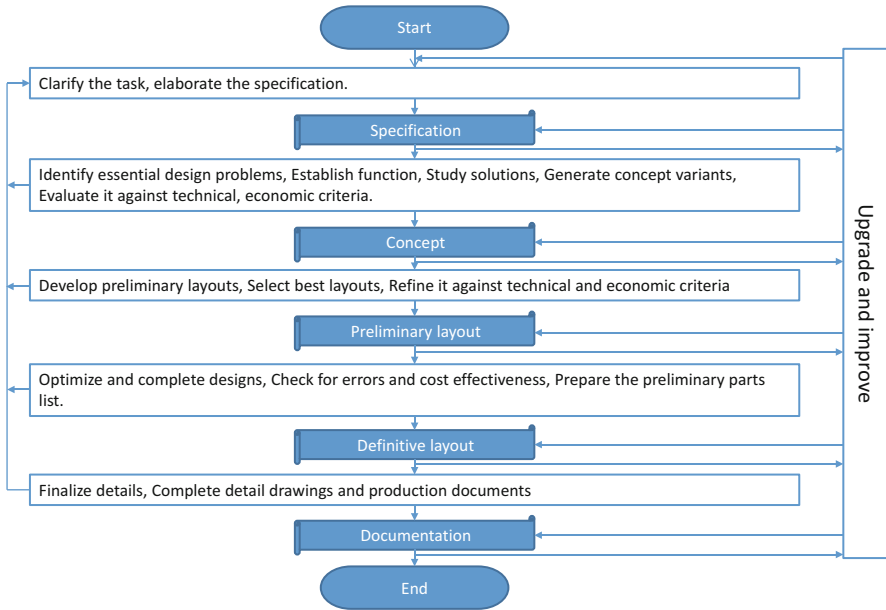 Start
Clarify the task, elaborate the specification.
Specification
Identify essential design problems, Establish function, Study solutions, Generate concept variants,
Evaluate it against technical, economic criteria.
Concept
Develop preliminary layouts, Select best layouts, Refine it against technical and economic criteria
Preliminary layout
Optimize and complete designs, Check for errors and cost effectiveness, Prepare the preliminary parts
list.
Definitive layout
Finalize details, Complete detail drawings and production documents
Documentation
End
Upgrade and improve